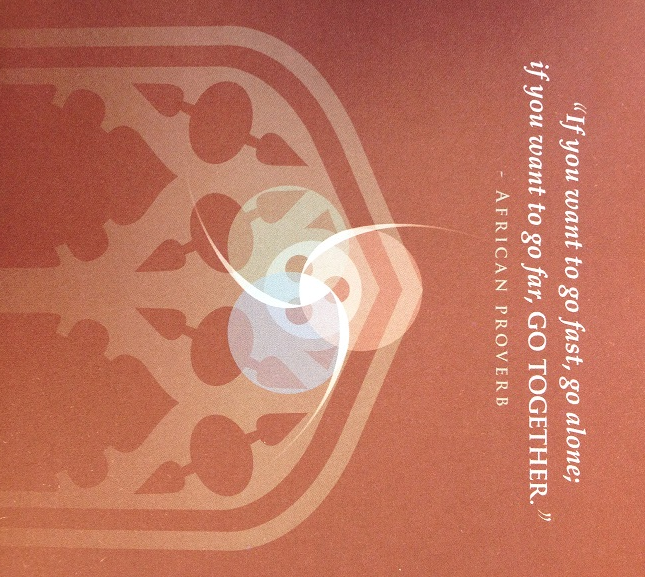 “If you want to go fast, go alone;
if you want to go far, GO TOGETHER.”
- AFRICAN PROVERB